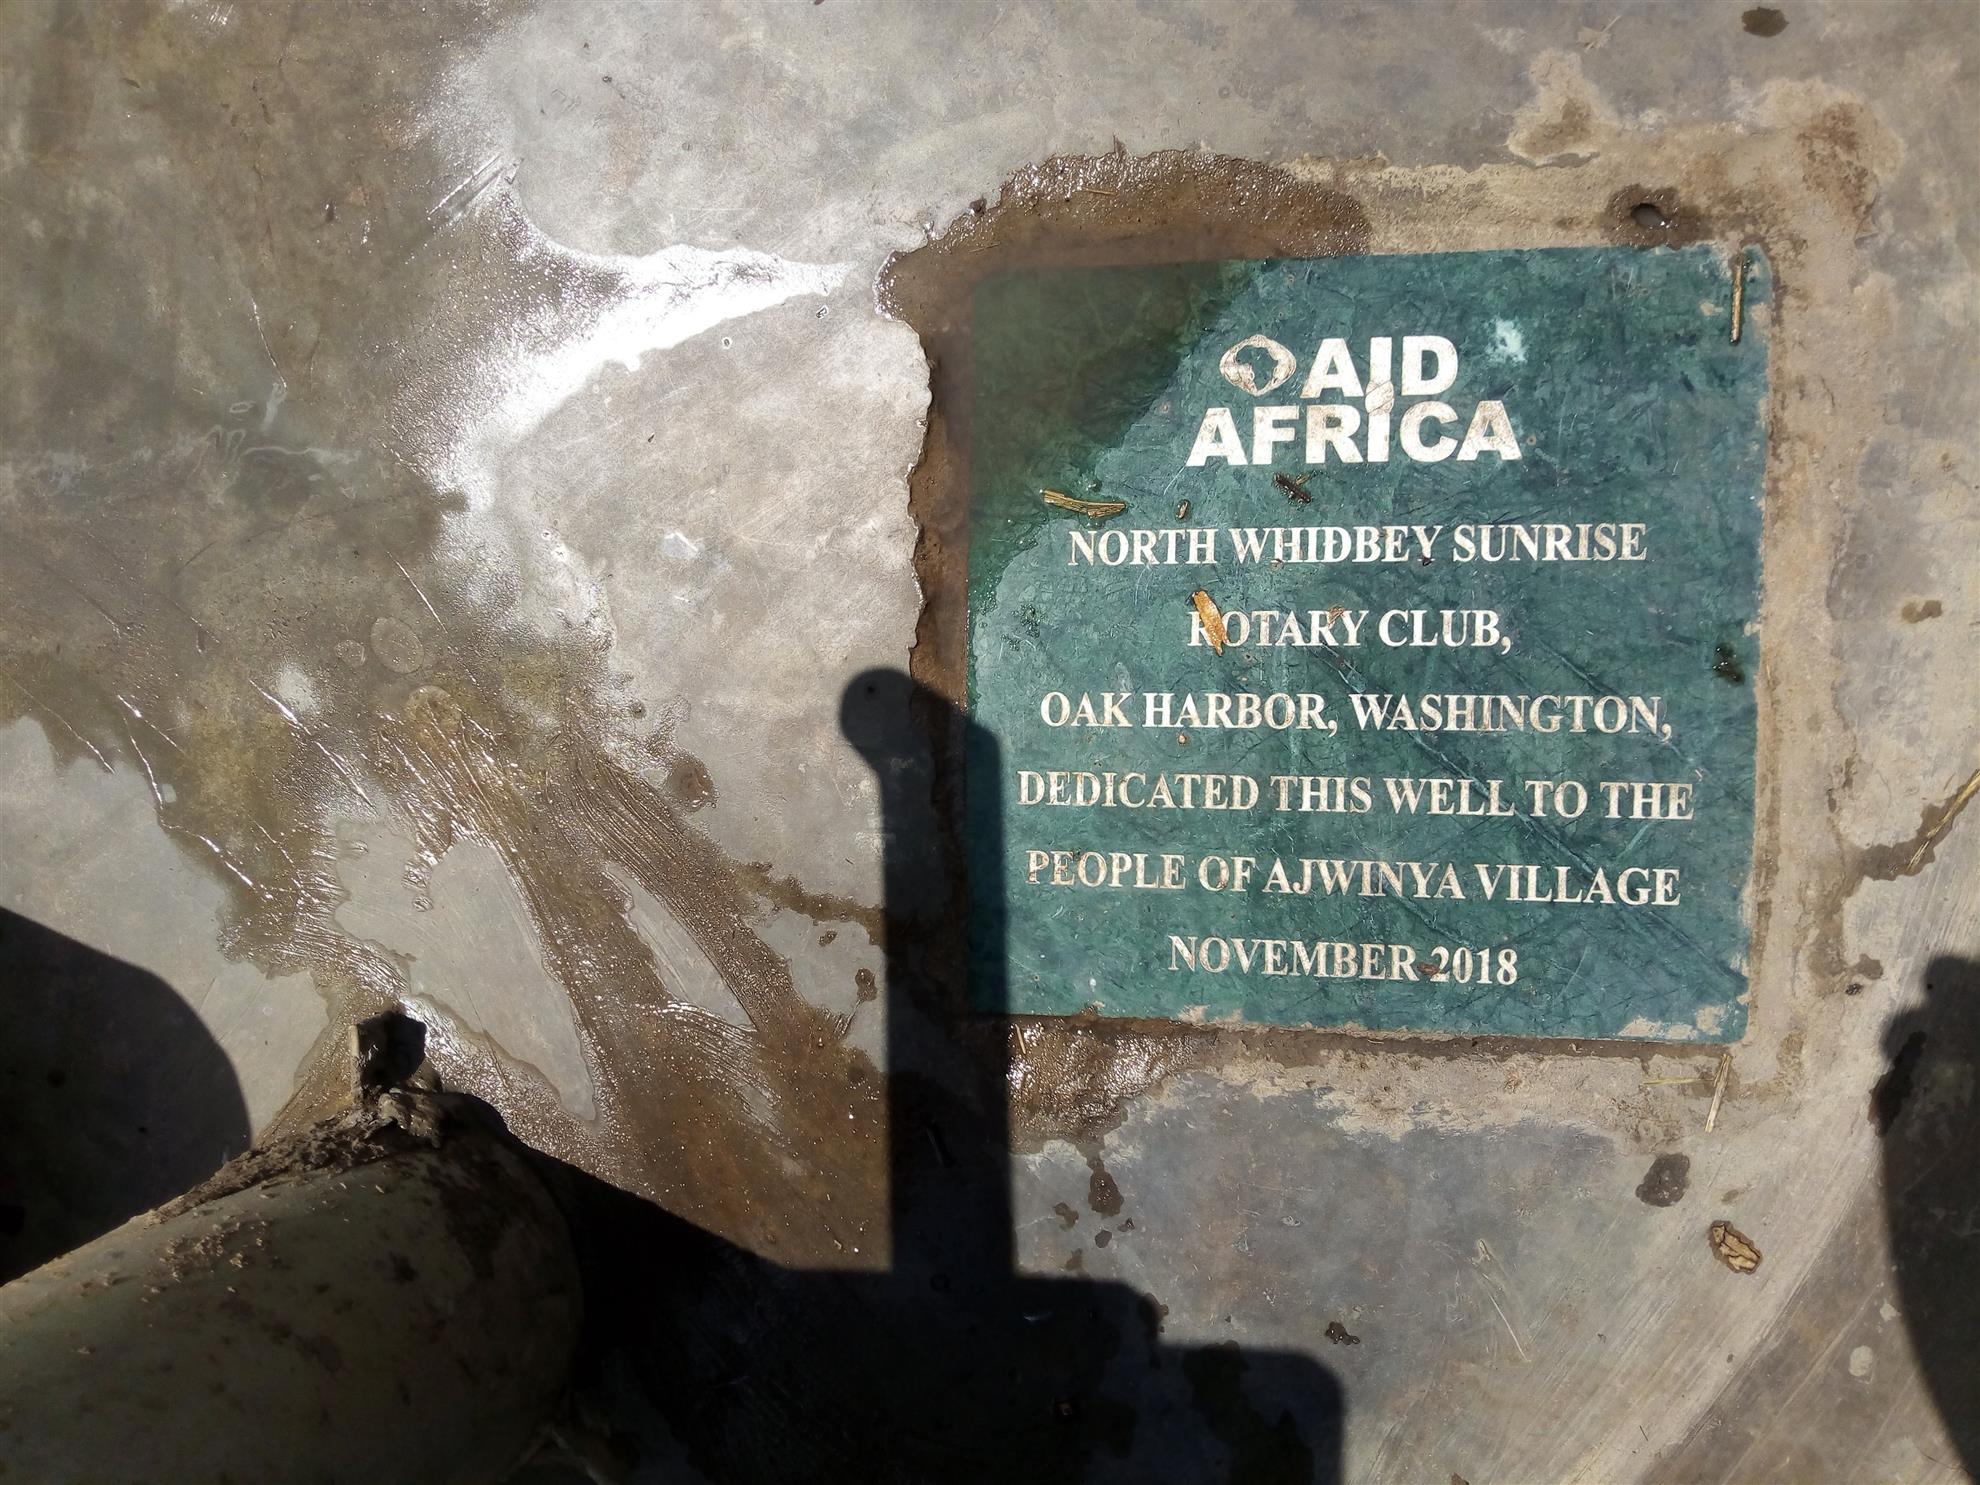 AID
AFRICA
NORTH WHIDBEY SUNRISE
ROTARY CLUB,
OAK HARBOR, WASHINGTON,
DEDICATED THIS WELL TO THE
PEOPLE OF AJWINYA VILLAGE
NOVEMBER 2018